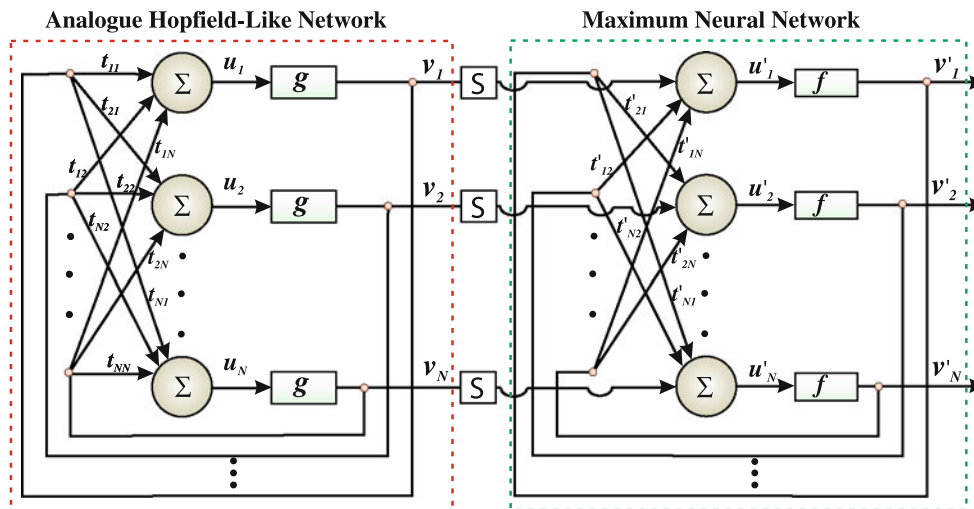 Analogue Hopfield-Like Network
Maximum Neural Network
t11 Σ u1 g v1 S Σ u'1 f v'1
t21 t'21
t1N t'1N
t12 t22 Σ u2 g v2 S t'12 Σ u'2 f v'2
tN2 t'N2
t2N t'2N
tN1 t'N1
tNN Σ uN g vN S Σ u'N f v'N